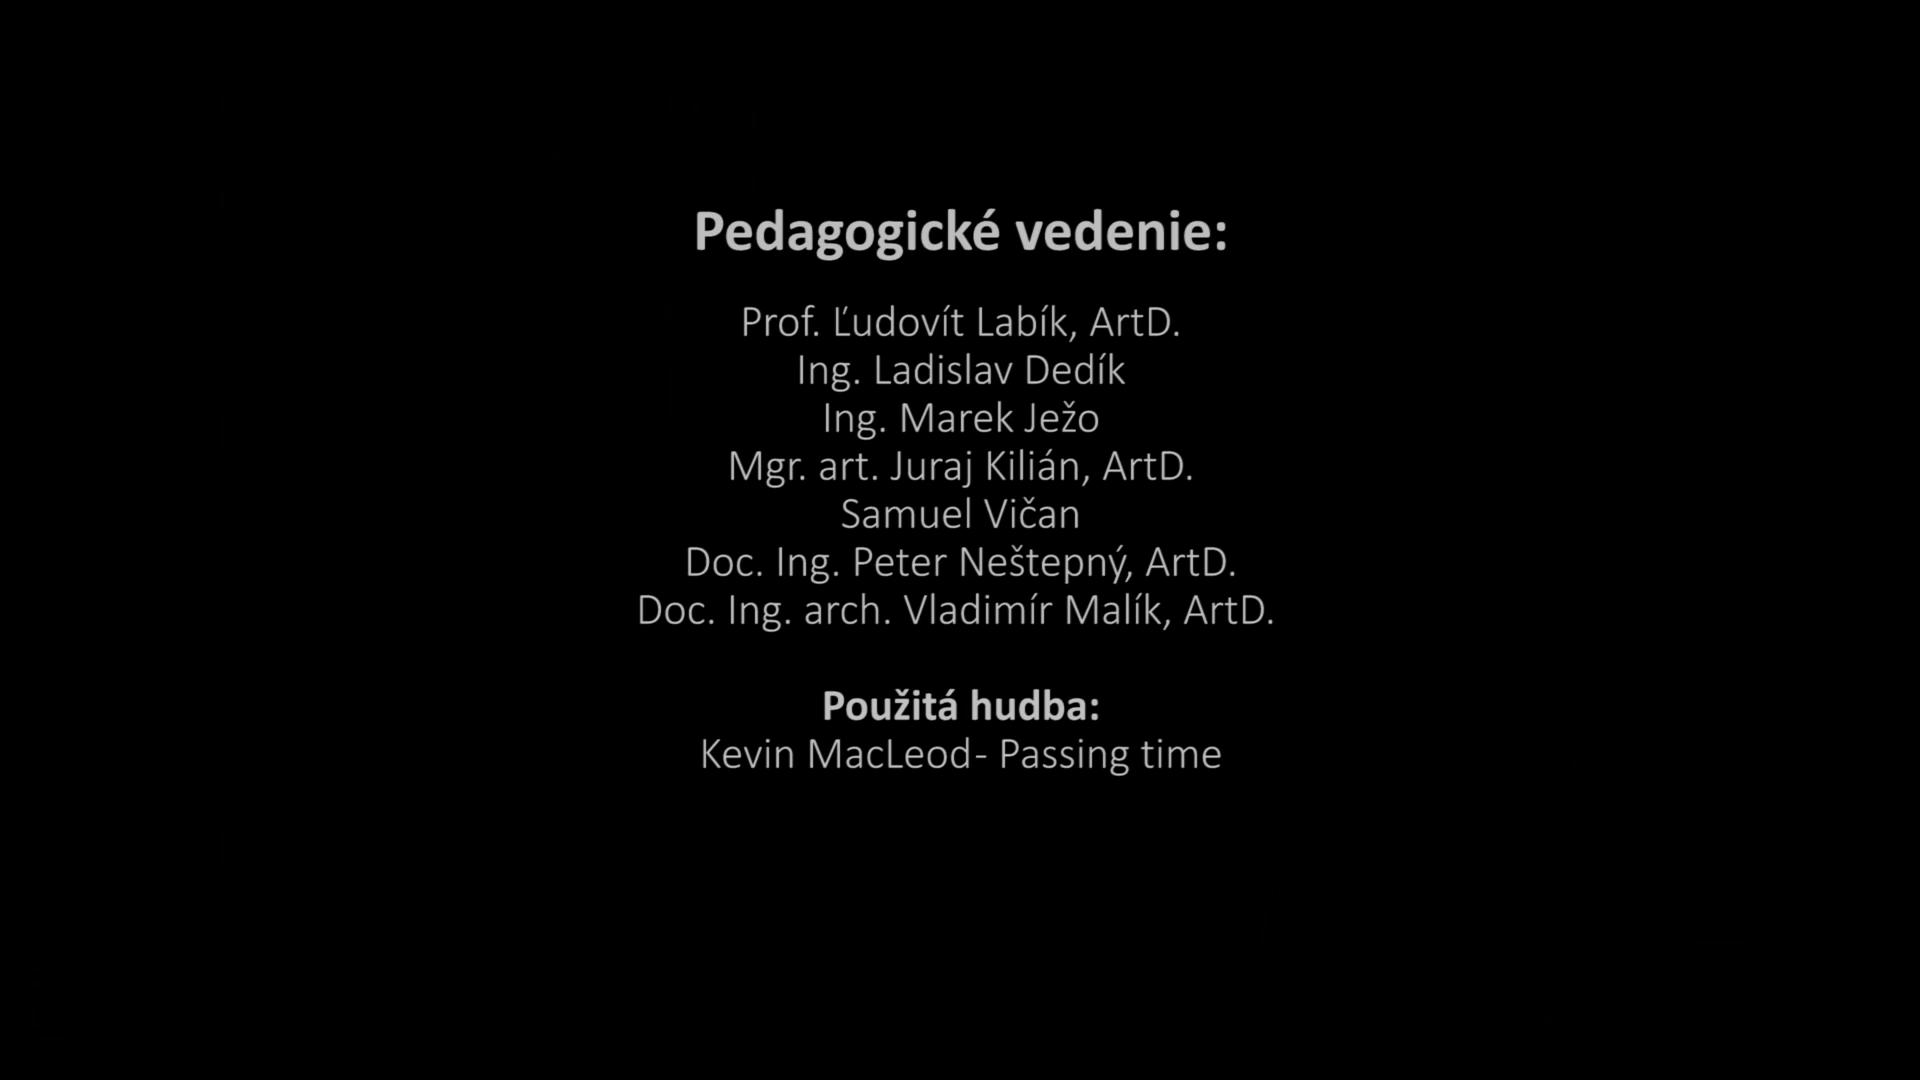 Pedagogické vedenie:
Prof. Ľudovít Labík, ArtD.
Ing. Ladislav Dedík
Ing. Marek Ježo
Mgr. art. Juraj Kilián, ArtD.
Samuel Vičan
Doc. Ing. Peter Neštepný, ArtD.
Doc. Ing. arch. Vladimír Malík, ArtD.
Použitá hudba:
Kevin MacLeod- Passing time